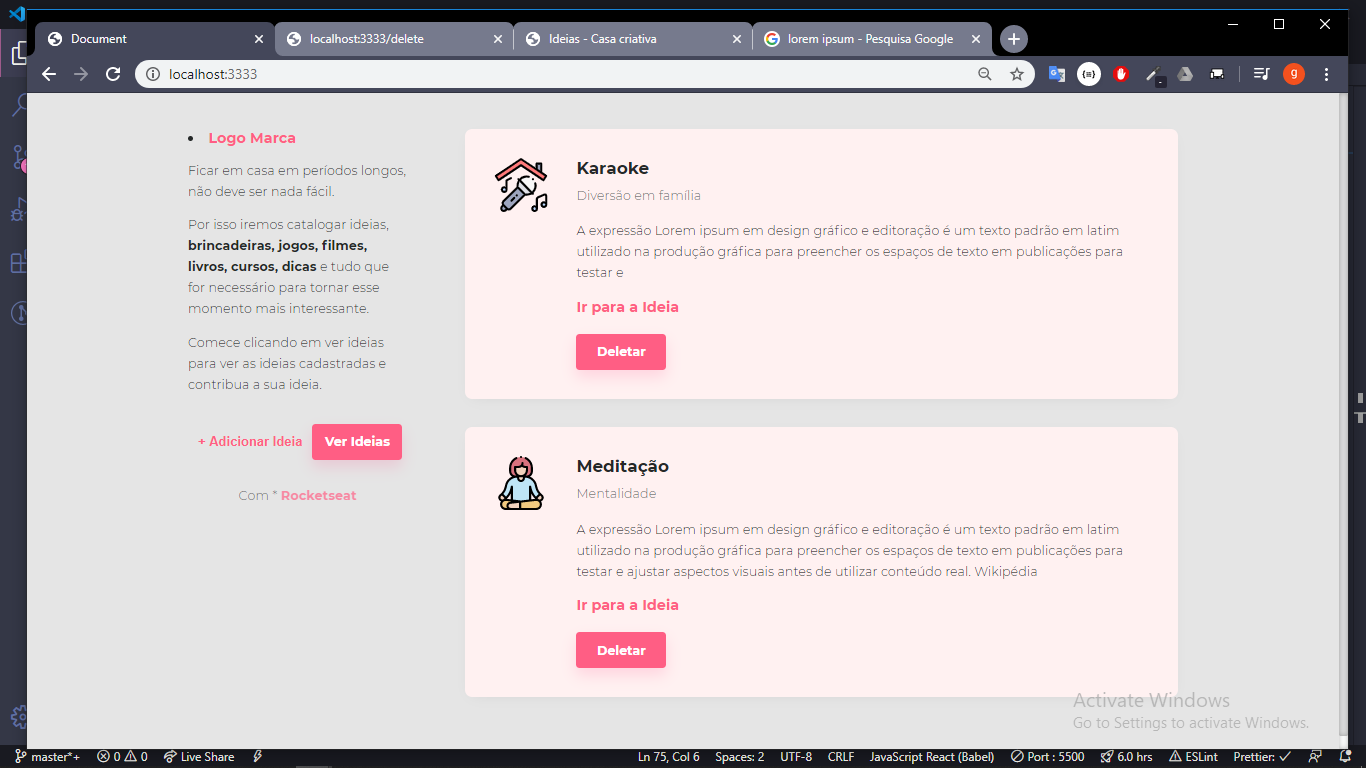 Document
localhost:3333/delete
Ideias - Casa criativa
lorem ipsum - Pesquisa Google
localhost:3333
g
Logo Marca
Ficar em casa em períodos longos,
não deve ser nada fácil.
Por isso iremos catalogar ideias,
brincadeiras, jogos, filmes,
livros, cursos, dicas e tudo que
for necessário para tornar esse
momento mais interessante.
Comece clicando em ver ideias
para ver as ideias cadastradas e
contribua a sua ideia.
+ Adicionar Ideia
Ver Ideias
Com * Rocketseat
Karaoke
Diversão em família
A expressão Lorem ipsum em design gráfico e editoração é um texto padrão em latim
utilizado na produção gráfica para preencher os espaços de texto em publicações para
testar e
Ir para a Ideia
Deletar
Meditação
Mentalidade
A expressão Lorem ipsum em design gráfico e editoração é um texto padrão em latim
utilizado na produção gráfica para preencher os espaços de texto em publicações para
testar e ajustar aspectos visuais antes de utilizar conteúdo real. Wikipédia
Ir para a Ideia
Deletar
Activate Windows
Go to Settings to activate Windows.
master*+ 0 0 Live Share Ln 75, Col 6 Spaces: 2 UTF-8 CRLF JavaScript React (Babel) Port : 5500 6.0 hrs ESLint Prettier: